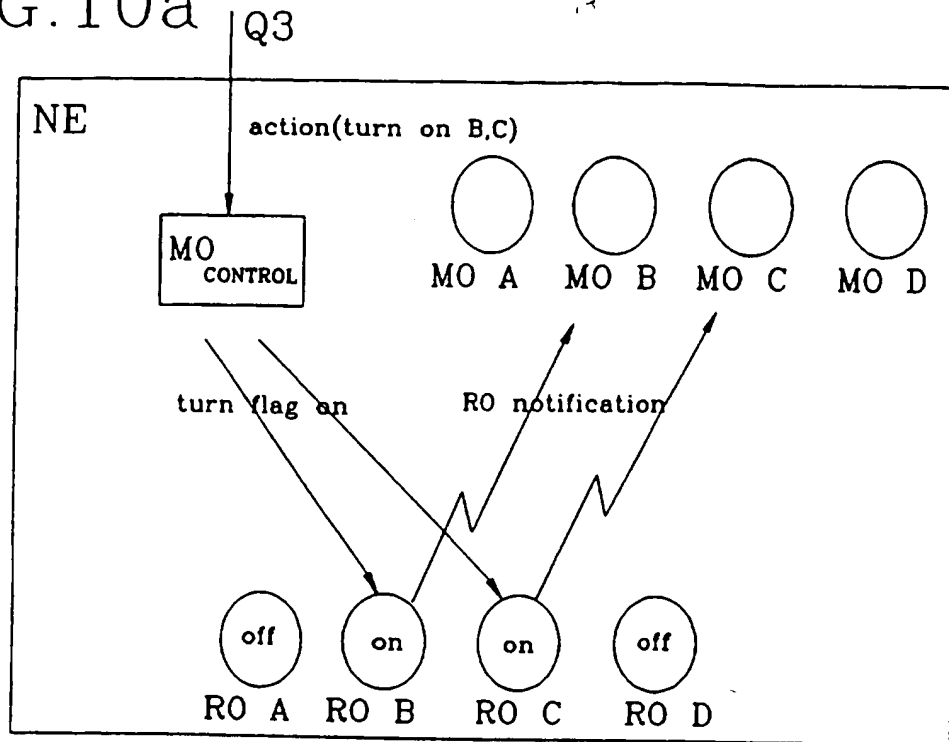 G.10a
Q3
NE
action(turn on B,C)
MO
CONTROL
MO A MO B MO C MO D
turn flag on RO notification
off on on off
RO A RO B RO C RO D